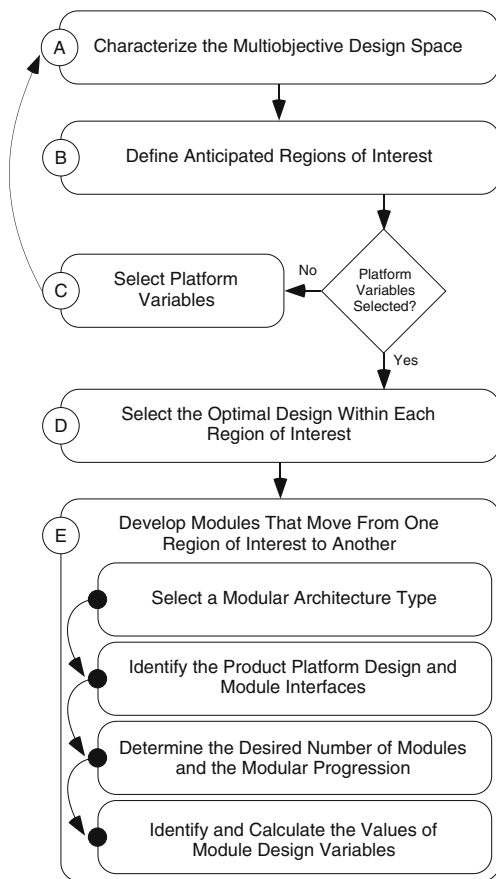 A
Characterize the Multiobjective Design Space
B
Define Anticipated Regions of Interest
C
Select Platform
Variables
No
Platform
Variables
Selected?
Yes
D
Select the Optimal Design Within Each
Region of Interest
E
Develop Modules That Move From One
Region of Interest to Another
Select a Modular Architecture Type
Identify the Product Platform Design and
Module Interfaces
Determine the Desired Number of Modules
and the Modular Progression
Identify and Calculate the Values of
Module Design Variables